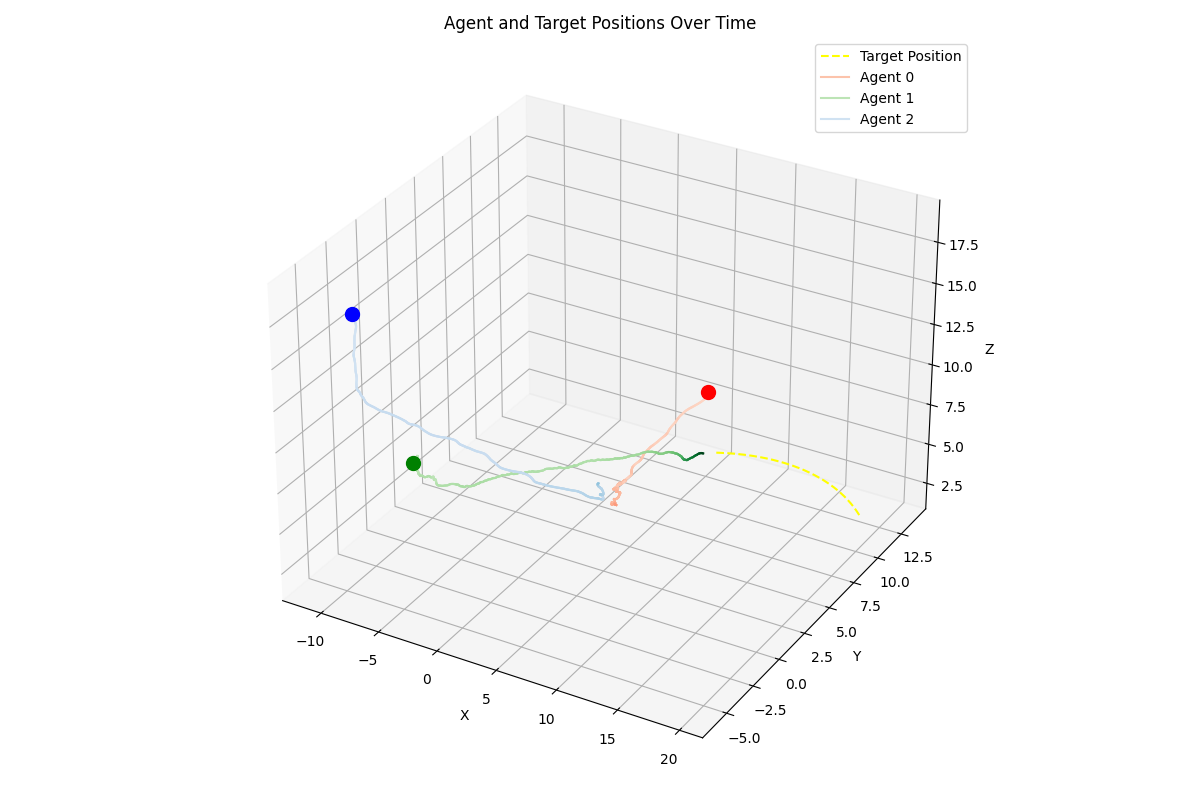 Agent and Target Positions Over Time
Target Position
Agent 0
Agent 1
Agent 2
17.5
15.0
12.5
10.0
7.5
5.0
2.5
Z
12.5
10.0
7.5
5.0
2.5
0.0
−2.5
−5.0
Y
−10
−5
0
5
10
15
20
X